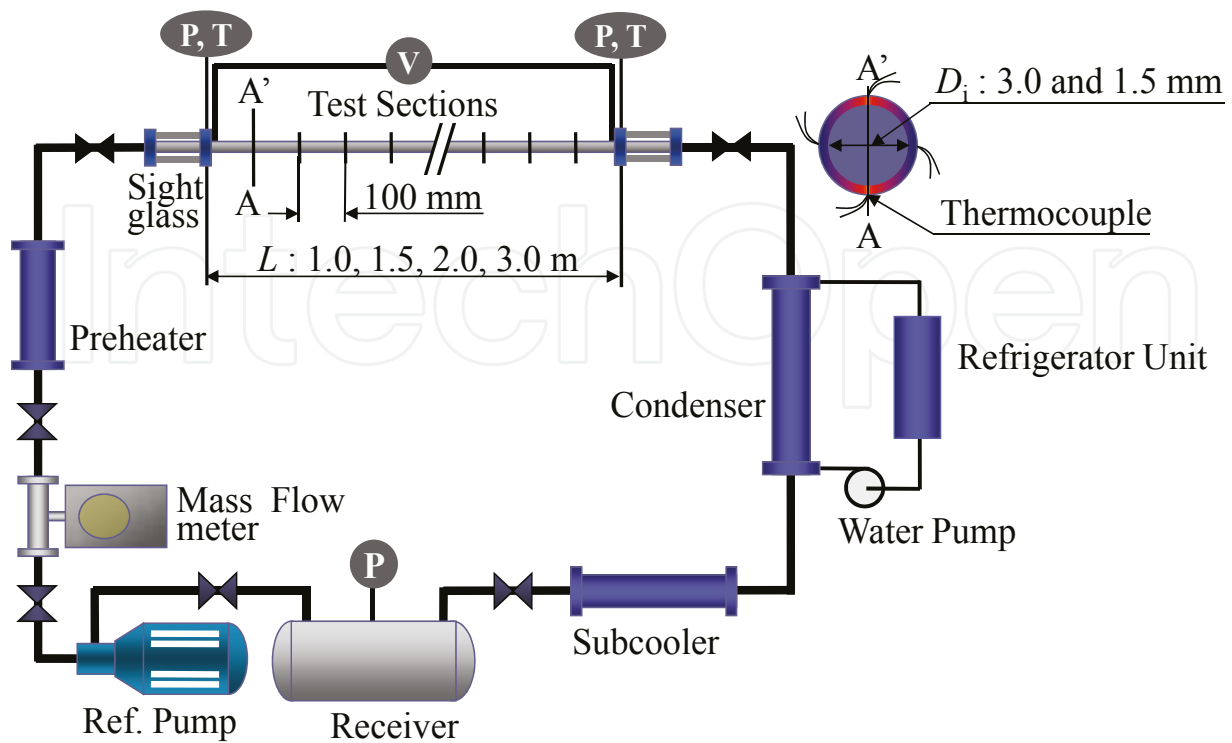 P, T
P, T
V
A’
Test Sections
A’
Dᵢ : 3.0 and 1.5 mm
Sight
glass
A
100 mm
Thermocouple
A
L : 1.0, 1.5, 2.0, 3.0 m
IntechOpen
Preheater
Refrigerator Unit
Condenser
Mass Flow
meter
Water Pump
P
Subcooler
Ref. Pump
Receiver